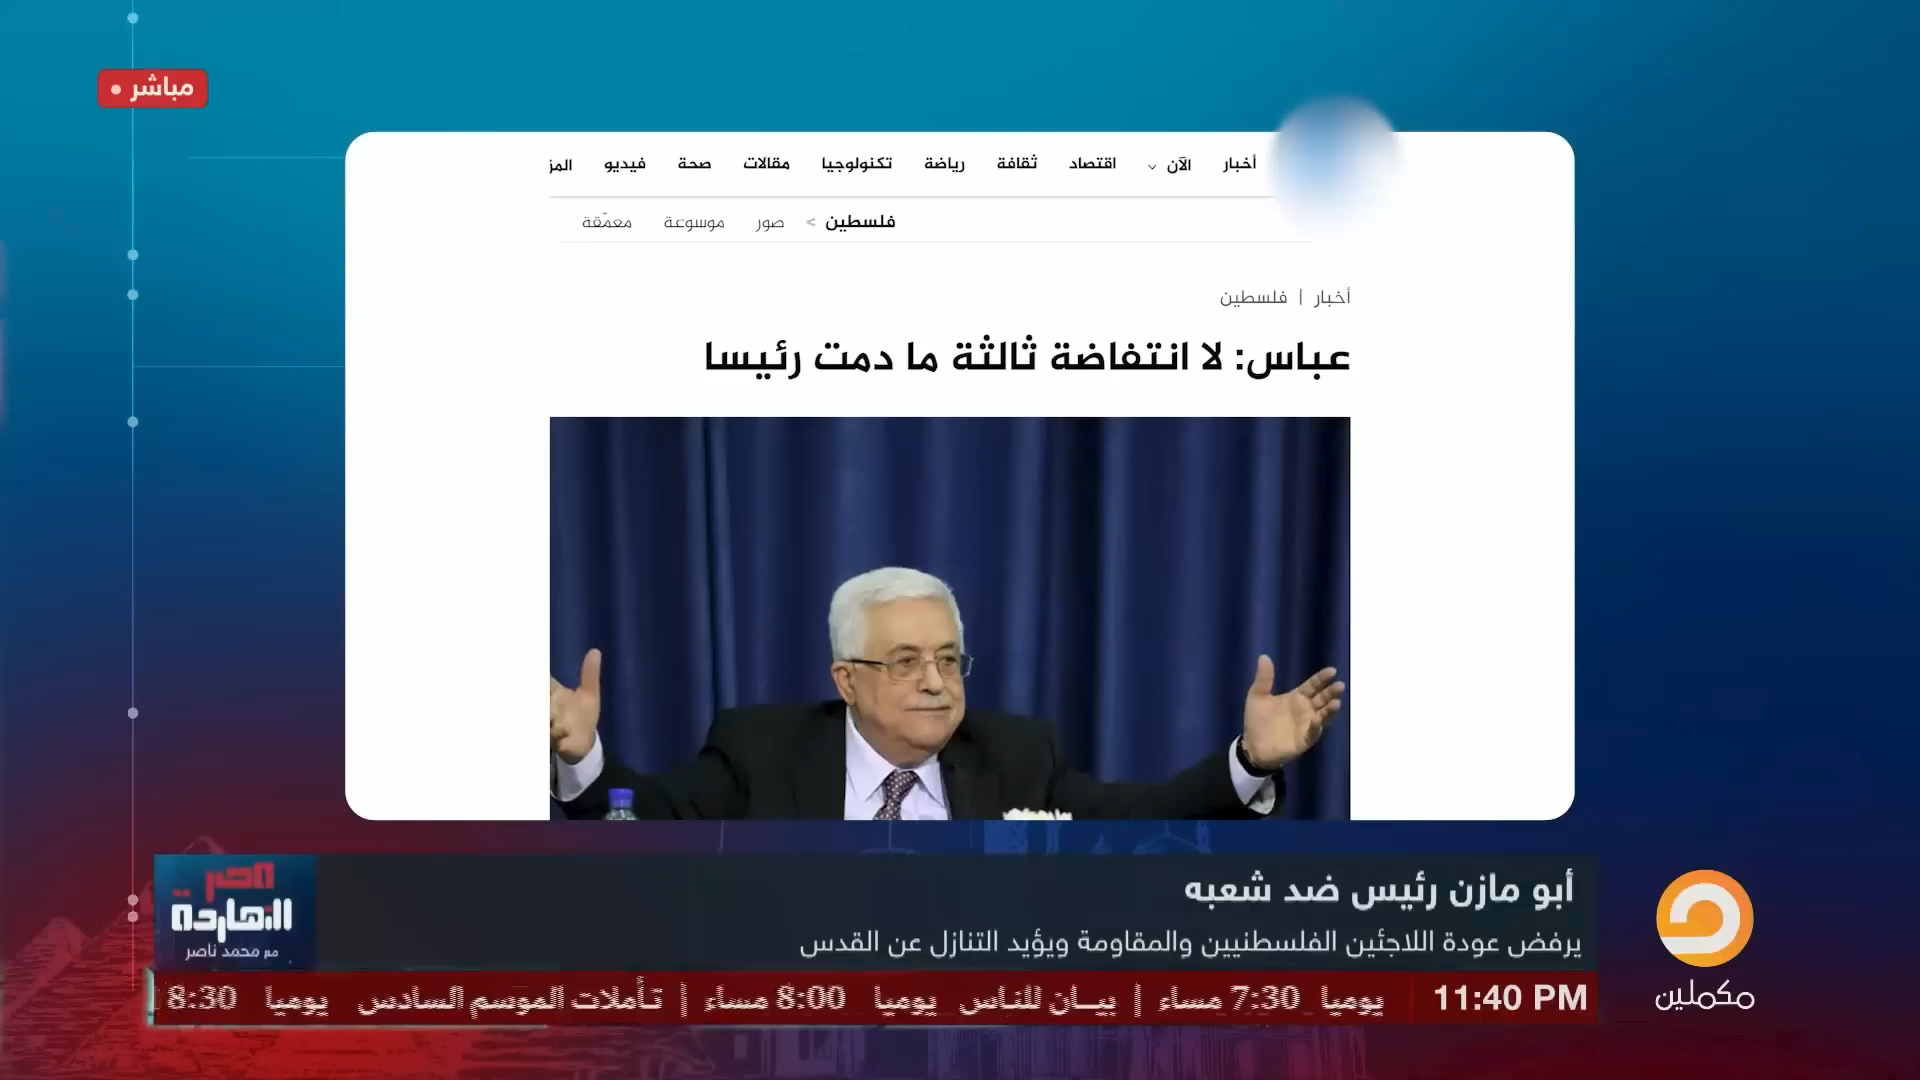 مباشر
أخبار الآن اقتصاد ثقافة رياضة تكنولوجيا مقالات صحة فيديو المز
فلسطين > صور موسوعة معمّقة
أخبار | فلسطين
عباس: لا انتفاضة ثالثة ما دمت رئيسا
أبو مازن رئيس ضد شعبه
يرفض عودة اللاجئين الفلسطنيين والمقاومة ويؤيد التنازل عن القدس
مصر النهاردة
مع محمد ناصر
11:40 PM
يوميا 7:30 مساء | بيـان للناس يوميا 8:00 مساء | تـأملات الموسم السادس يوميا 8:30
مكملين